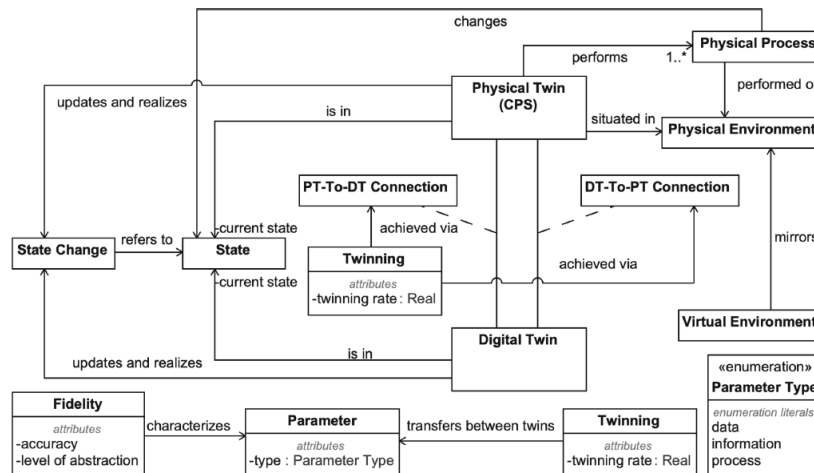 changes
Physical Process
performs
1..*
Physical Twin
(CPS)
performed o
updates and realizes
is in
situated in
Physical Environment
PT-To-DT Connection
DT-To-PT Connection
-current state
achieved via
mirrors
State Change
refers to
State
Twinning
attributes
-twinning rate : Real
achieved via
-current state
Virtual Environment
Digital Twin
updates and realizes
is in
«enumeration»
Parameter Type
enumeration literals
data
information
process
Fidelity
attributes
-accuracy
-level of abstraction
characterizes
Parameter
attributes
-type : Parameter Type
transfers between twins
Twinning
attributes
-twinning rate : Real